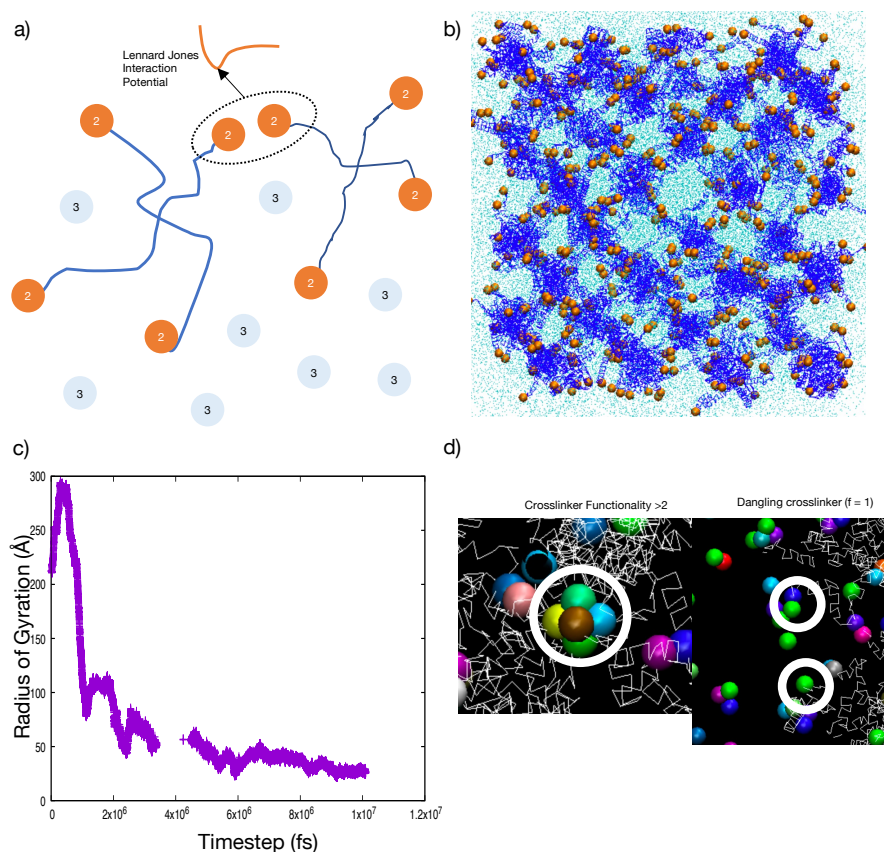 a)
Lennard Jones
Interaction
Potential
2
2
2
2
3
3
2
2
2
2
3
3
3
3
3
3
b)
c)
Radius of Gyration (Å)
300
250
200
150
100
50
0
0
2x10⁶
4x10⁶
6x10⁶
8x10⁶
1x10⁷
1.2x10⁷
Timestep (fs)
d)
Crosslinker Functionality >2
Dangling crosslinker (f = 1)